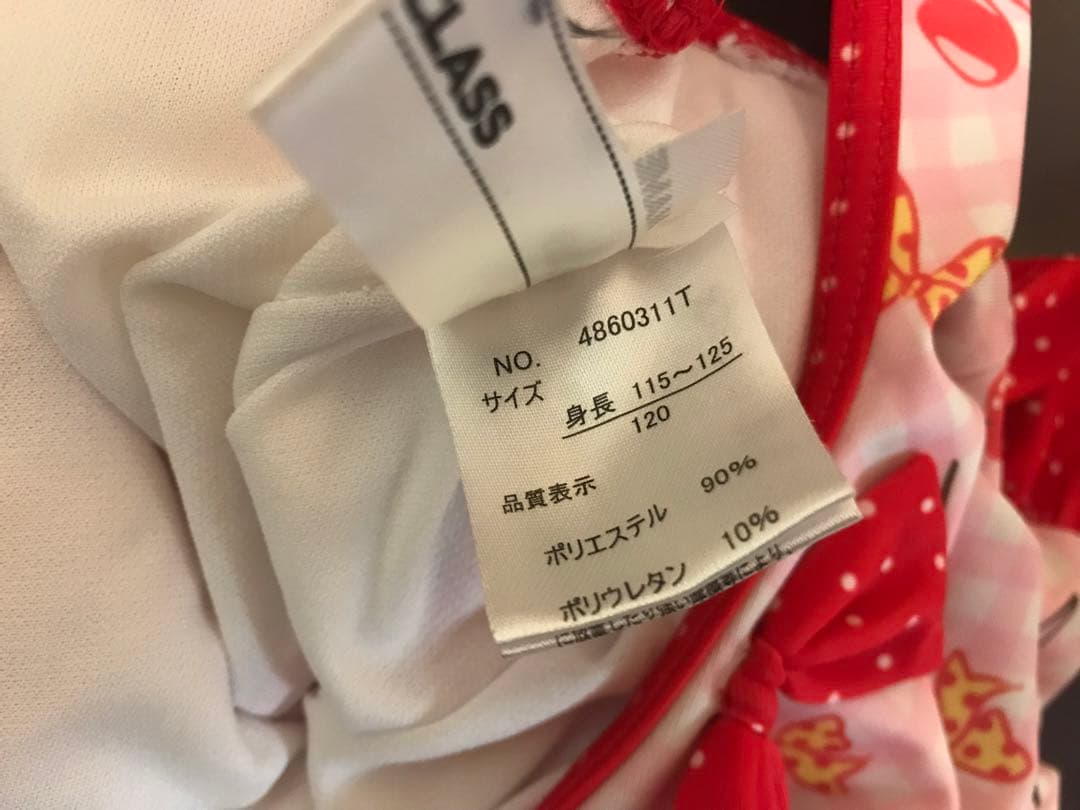 CLASS
NO. 4860311T
サイズ 身長 115～125
120
品質表示
ポリエステル 90%
ポリウレタン 10%